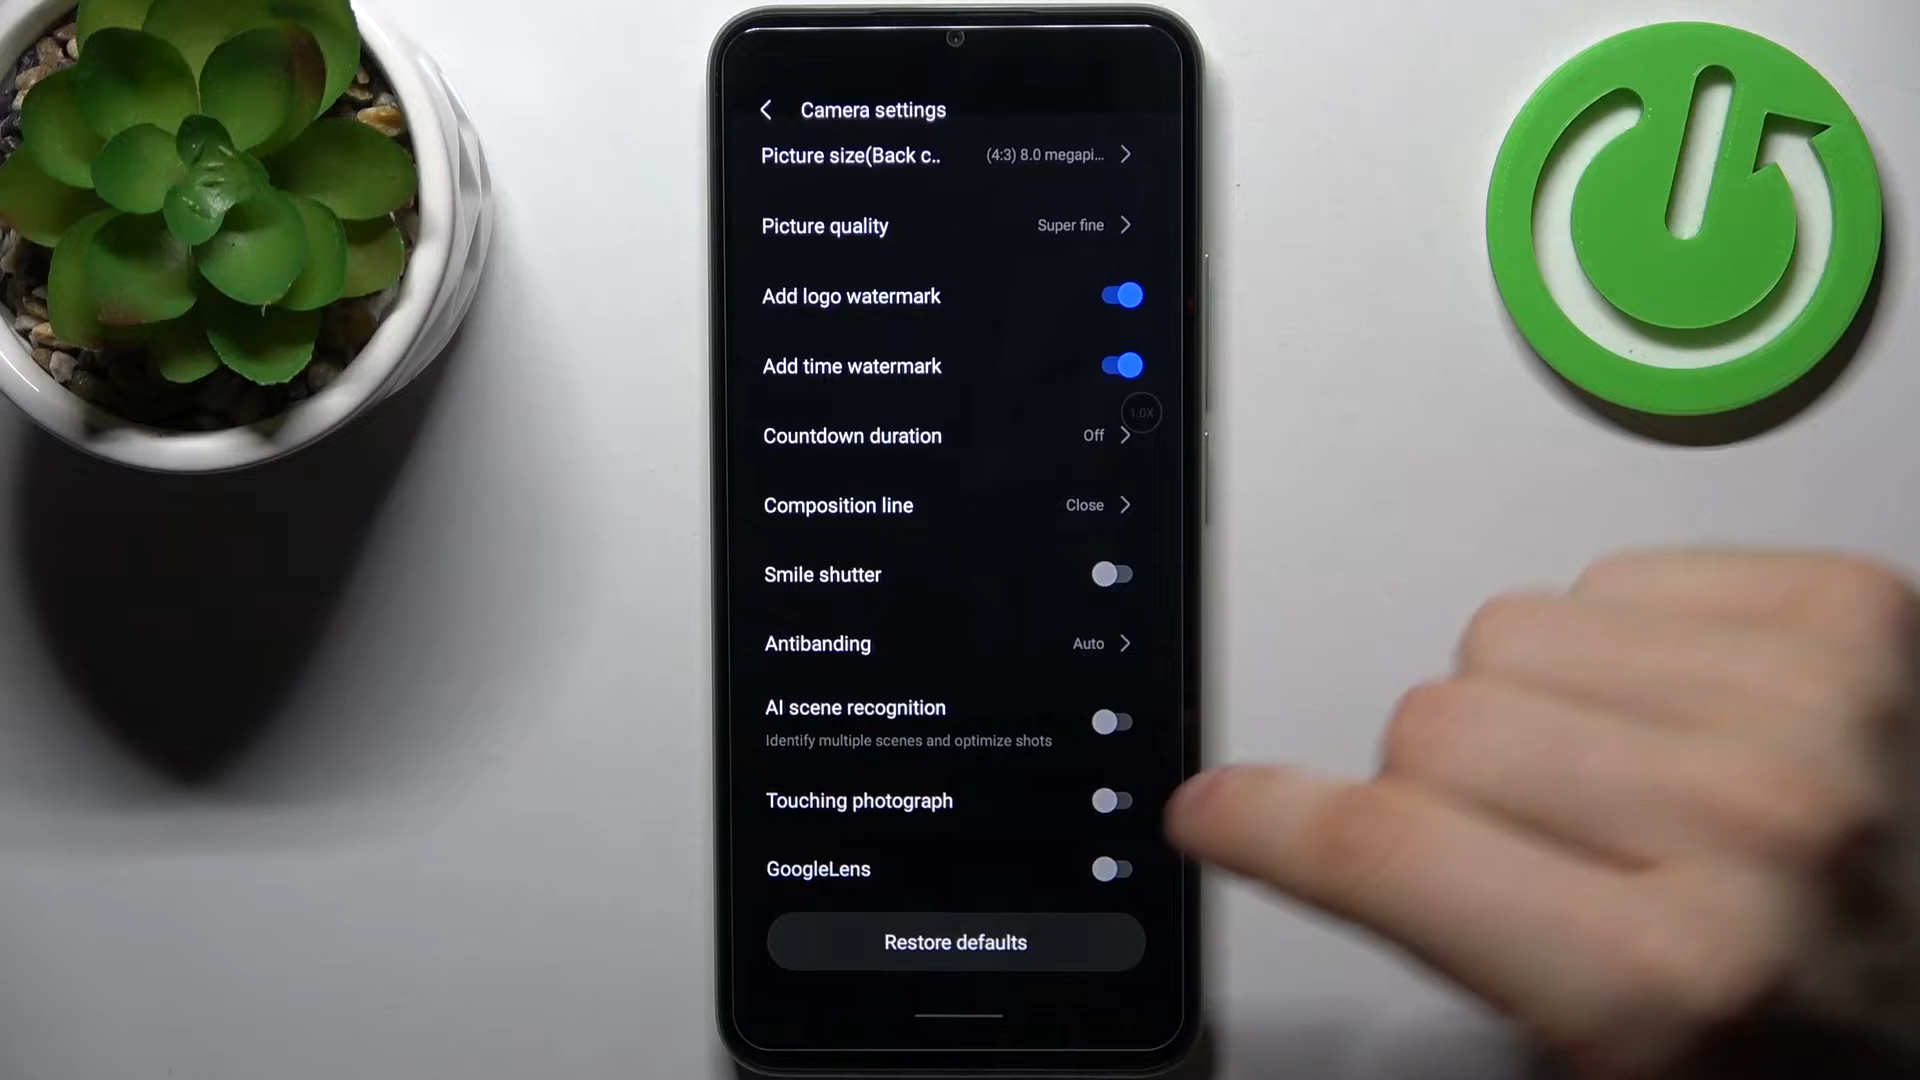 Camera settings
Picture size(Back c.. (4:3) 8.0 megapi...
Picture quality Super fine
Add logo watermark
Add time watermark
1.0X
Countdown duration Off
Composition line Close
Smile shutter
Antibanding Auto
AI scene recognition
Identify multiple scenes and optimize shots
Touching photograph
GoogleLens
Restore defaults